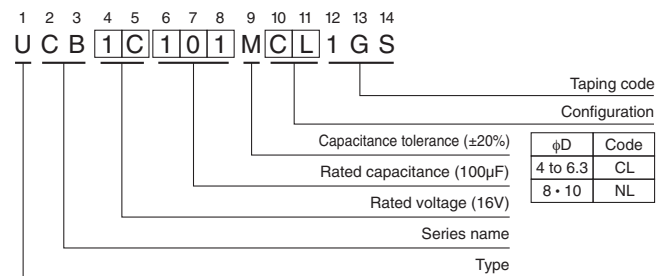 1 2 3 4 5 6 7 8 9 10 11 12 13 14
U C B 1 C 1 0 1 M C L 1 G S
Taping code
Configuration
Capacitance tolerance (±20%)
Rated capacitance (100µF)
Rated voltage (16V)
Series name
Type
ϕD Code
4 to 6.3 CL
8 • 10 NL